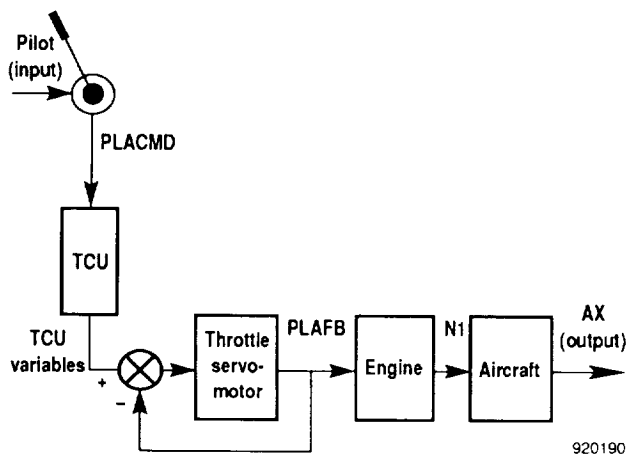 Pilot
(input)
PLACMD
TCU
TCU
variables
+
−
Throttle
servo-
motor
PLAFB
Engine
N1
Aircraft
AX
(output)
920190